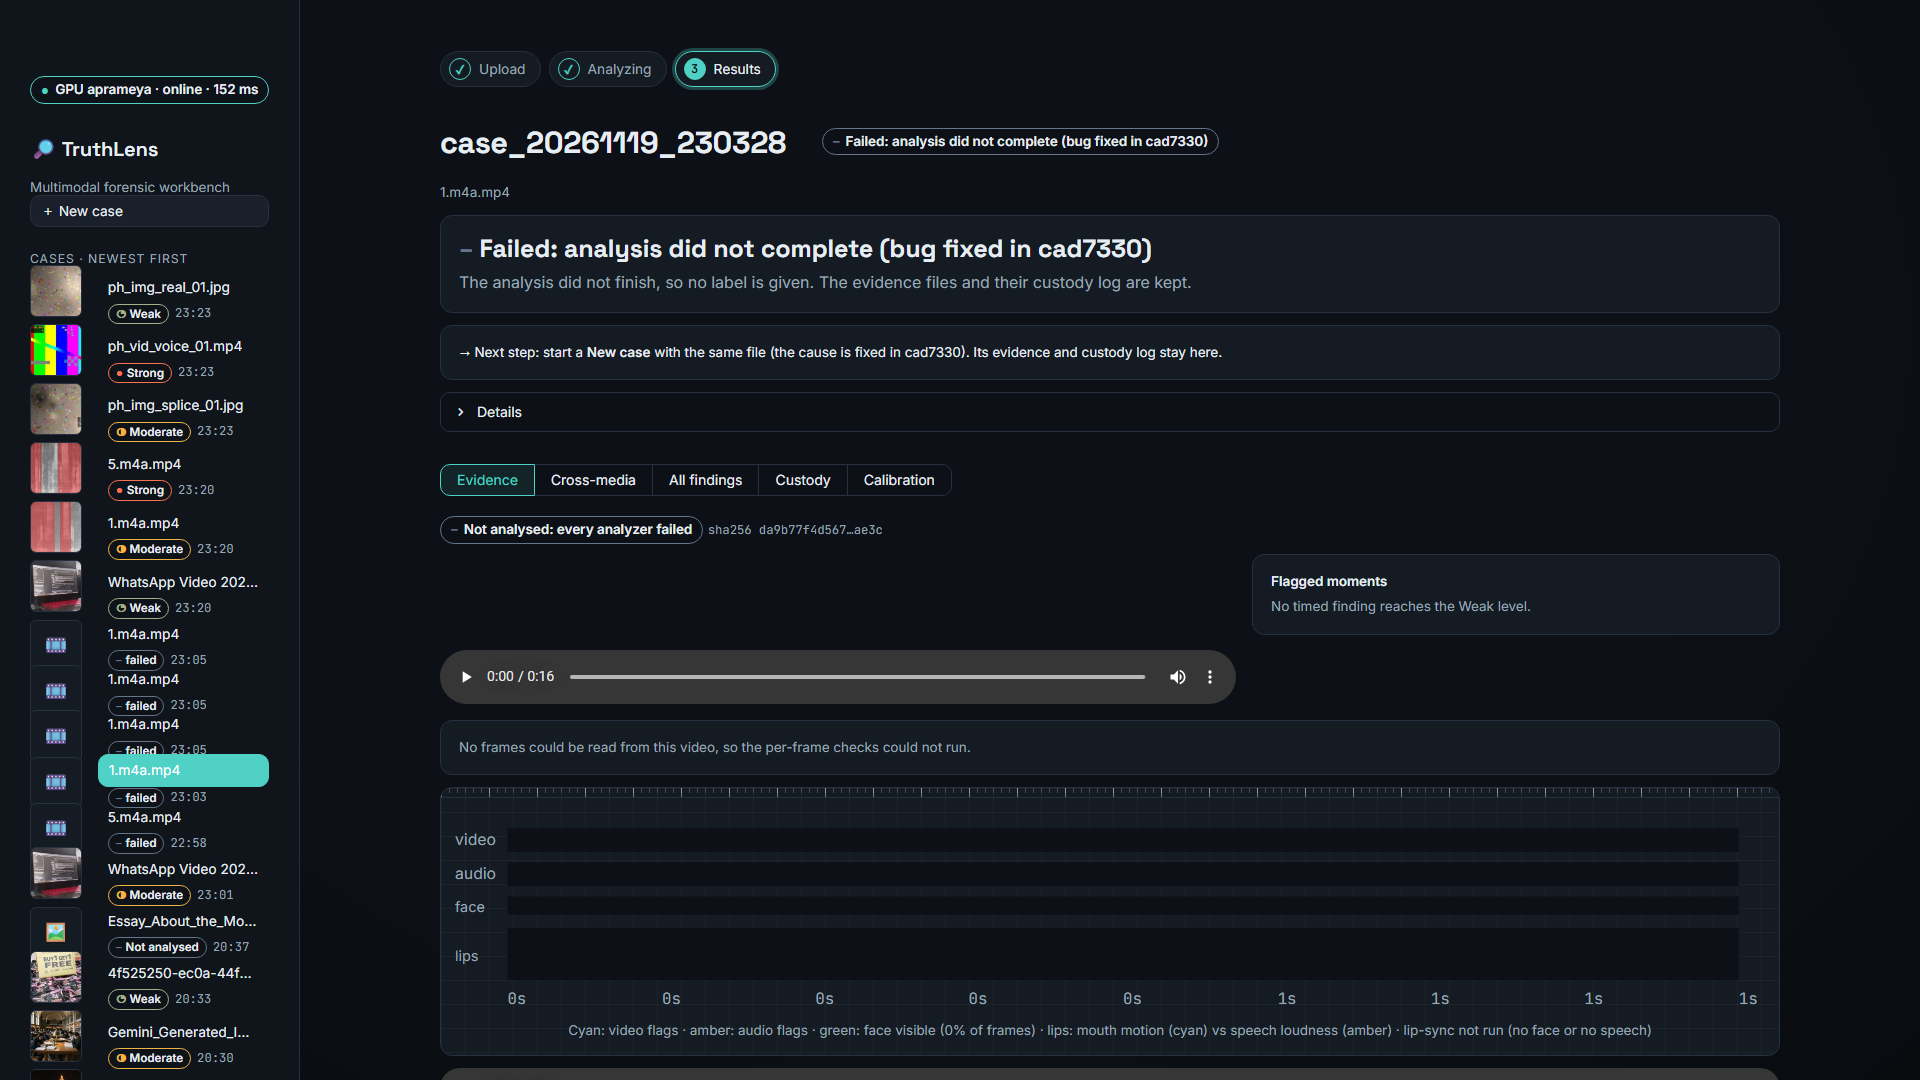 GPU aprameya · online · 152 ms
TruthLens
Multimodal forensic workbench
+ New case
CASES · NEWEST FIRST
ph_img_real_01.jpg
Weak 23:23
ph_vid_voice_01.mp4
Strong 23:23
ph_img_splice_01.jpg
Moderate 23:23
5.m4a.mp4
Strong 23:20
1.m4a.mp4
Moderate 23:20
WhatsApp Video 202...
Weak 23:20
1.m4a.mp4
– failed 23:05
1.m4a.mp4
– failed 23:05
1.m4a.mp4
– failed 23:05
1.m4a.mp4
– failed 23:03
5.m4a.mp4
– failed 22:58
WhatsApp Video 202...
Moderate 23:01
Essay_About_the_Mo...
– Not analysed 20:37
4f525250-ec0a-44f...
Weak 20:33
Gemini_Generated_I...
Moderate 20:30
Upload
Analyzing
3 Results
case_20261119_230328
– Failed: analysis did not complete (bug fixed in cad7330)
1.m4a.mp4
– Failed: analysis did not complete (bug fixed in cad7330)
The analysis did not finish, so no label is given. The evidence files and their custody log are kept.
→ Next step: start a New case with the same file (the cause is fixed in cad7330). Its evidence and custody log stay here.
Details
Evidence
Cross-media
All findings
Custody
Calibration
– Not analysed: every analyzer failed sha256 da9b77f4d567…ae3c
Flagged moments
No timed finding reaches the Weak level.
0:00 / 0:16
No frames could be read from this video, so the per-frame checks could not run.
video
audio
face
lips
0s 0s 0s 0s 0s 1s 1s 1s 1s
Cyan: video flags · amber: audio flags · green: face visible (0% of frames) · lips: mouth motion (cyan) vs speech loudness (amber) · lip-sync not run (no face or no speech)